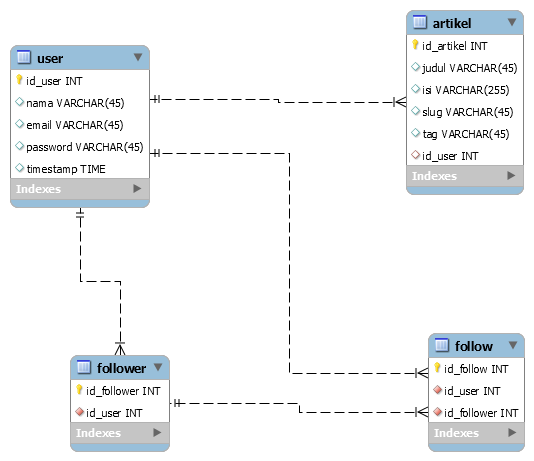 user
id_user INT
nama VARCHAR(45)
email VARCHAR(45)
password VARCHAR(45)
timestamp TIME
Indexes
artikel
id_artikel INT
judul VARCHAR(45)
isi VARCHAR(255)
slug VARCHAR(45)
tag VARCHAR(45)
id_user INT
Indexes
follower
id_follower INT
id_user INT
Indexes
follow
id_follow INT
id_user INT
id_follower INT
Indexes